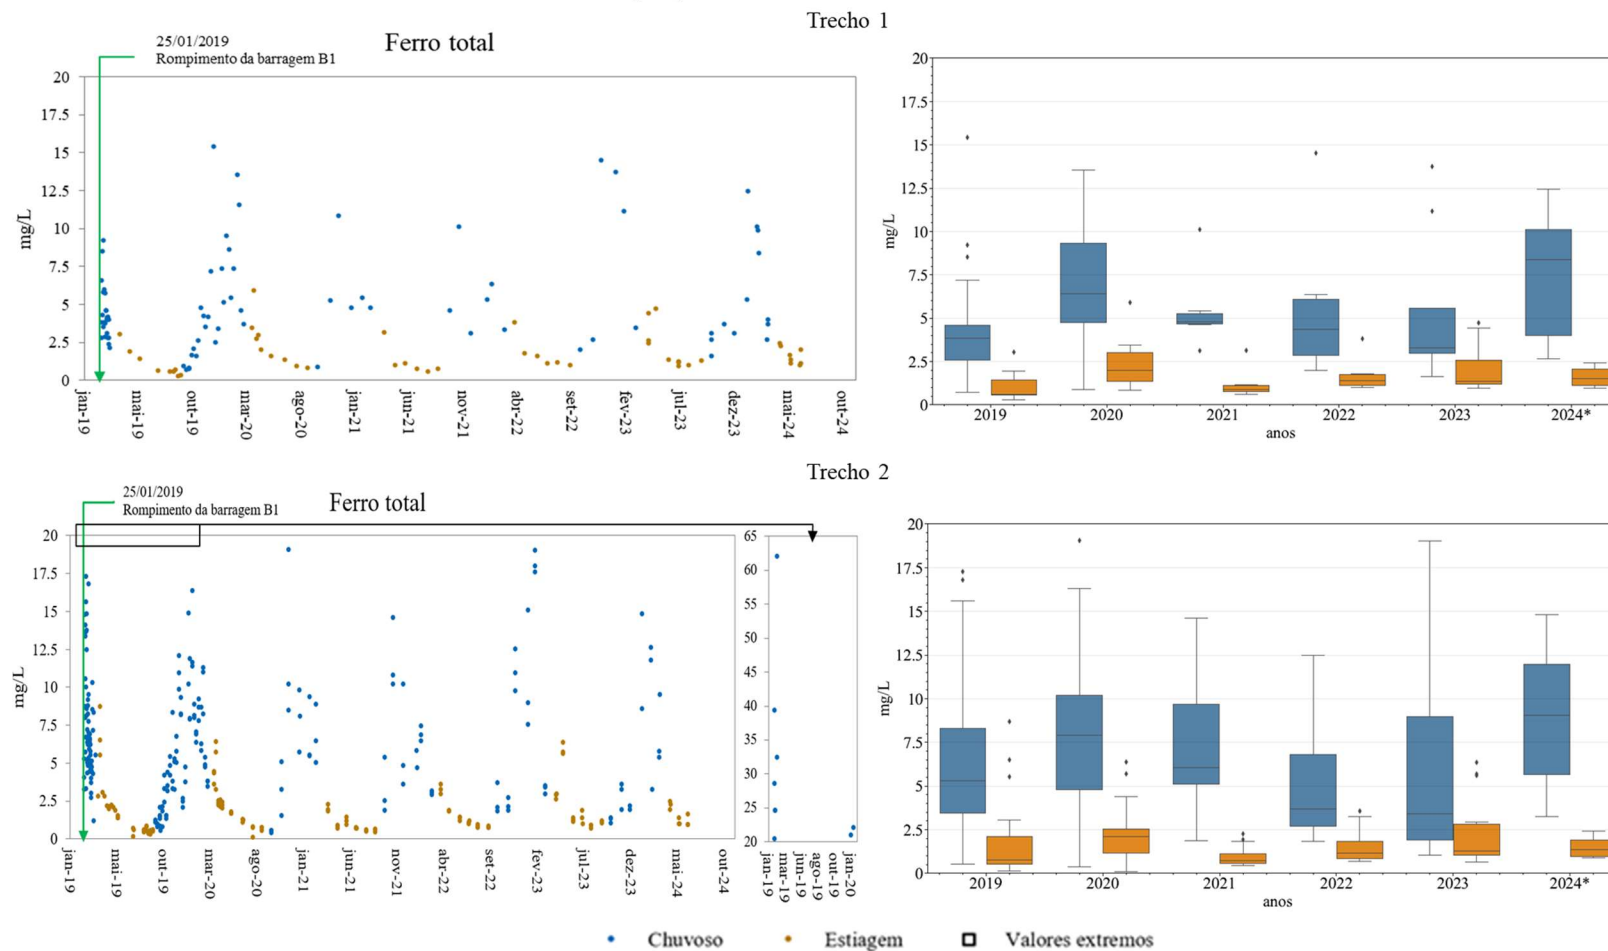 Trecho 1
25/01/2019
Rompimento da barragem B1
Ferro total
mg/L
20
17.5
15
12.5
10
7.5
5
2.5
0
jan-19
mai-19
out-19
mar-20
ago-20
jan-21
jun-21
nov-21
abr-22
set-22
fev-23
jul-23
dez-23
mai-24
out-24
mg/L
20
17.5
15
12.5
10
7.5
5
2.5
0
2019
2020
2021
2022
2023
2024*
anos
Trecho 2
25/01/2019
Rompimento da barragem B1
Ferro total
mg/L
20
17.5
15
12.5
10
7.5
5
2.5
0
jan-19
mai-19
out-19
mar-20
ago-20
jan-21
jun-21
nov-21
abr-22
set-22
fev-23
jul-23
dez-23
mai-24
out-24
65
60
55
50
45
40
35
30
25
20
jan-19
mar-19
jun-19
ago-19
out-19
jan-20
mg/L
20
17.5
15
12.5
10
7.5
5
2.5
0
2019
2020
2021
2022
2023
2024*
anos
Chuvoso
Estiagem
Valores extremos